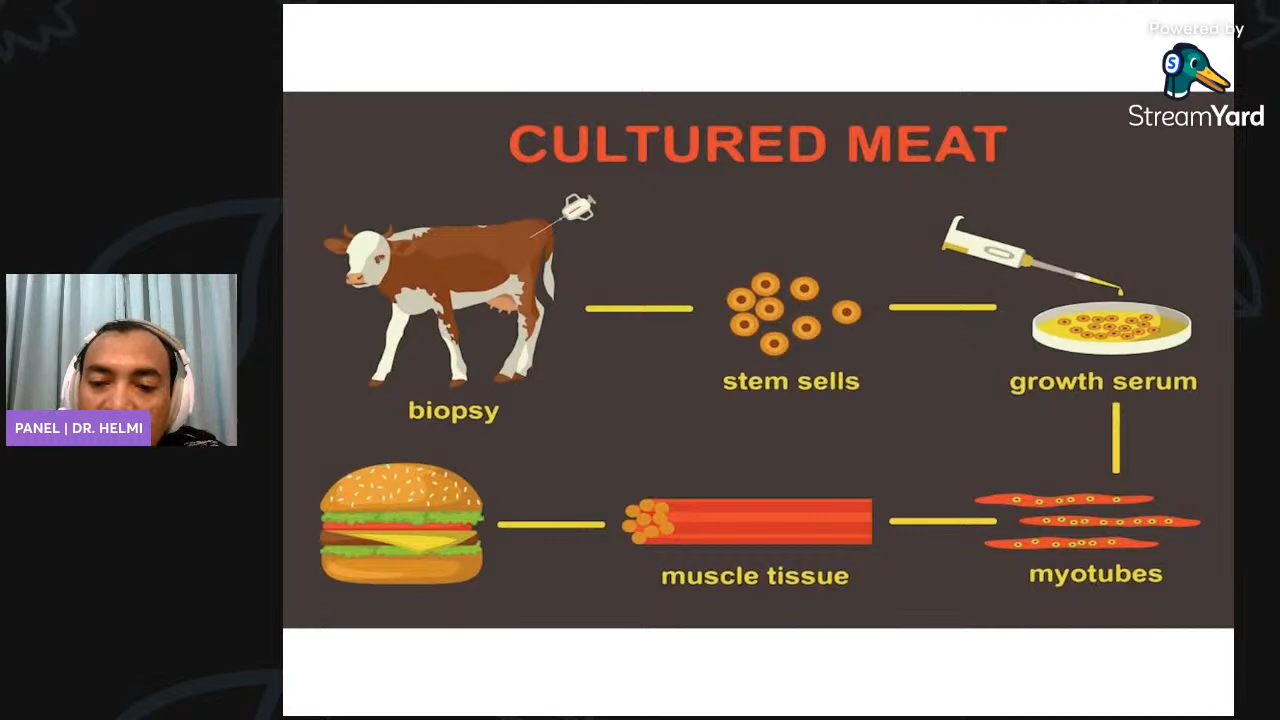 Powered by
StreamYard
CULTURED MEAT
biopsy
stem sells
growth serum
myotubes
muscle tissue
PANEL | DR. HELMI